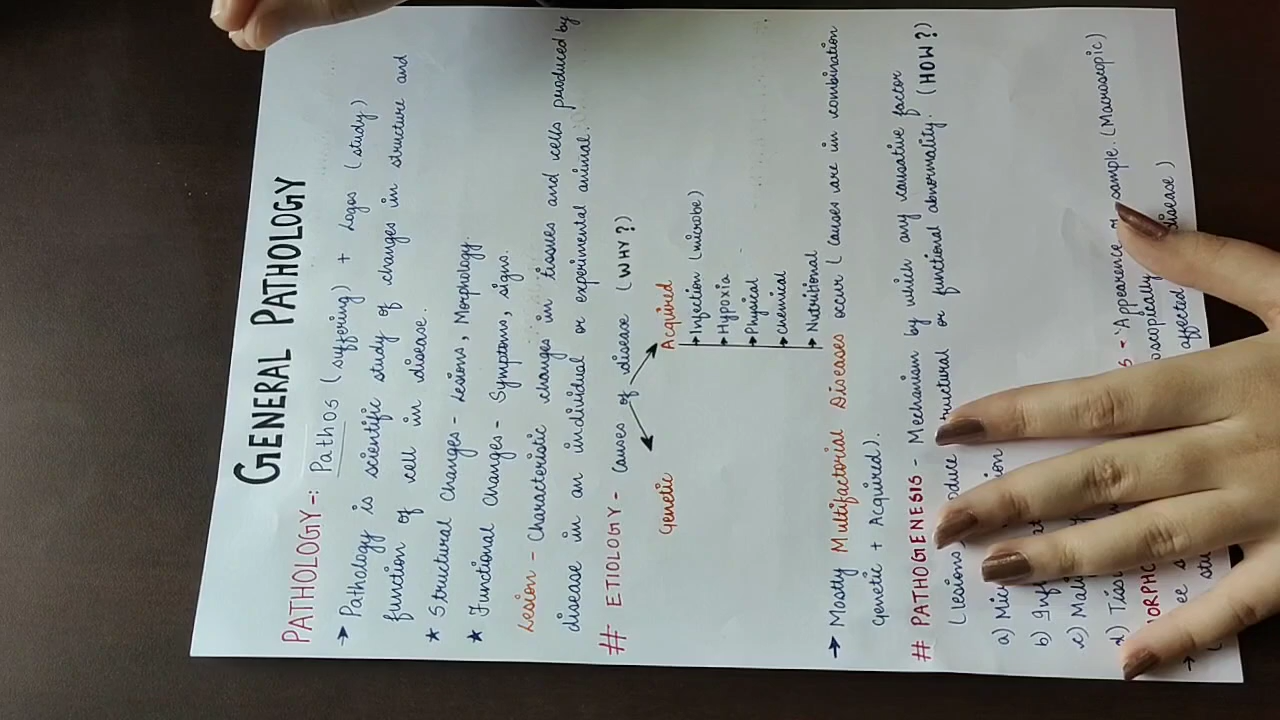 GENERAL PATHOLOGY
PATHOLOGY -: Pathos (suffering) + Logos (study)
→ Pathology is scientific study of changes in structure and
function of cell in disease.
★ Structural Changes - Lesions, Morphology.
★ Functional Changes - Symptoms, signs.
Lesion - Characteristic changes in tissues and cells produced by
disease in an individual or experimental animal.
# ETIOLOGY - Causes of disease (WHY?)
Genetic Acquired
→ Infection (microbe)
→ Hypoxia
→ Physical
→ Chemical
→ Nutritional
→ Mostly Multifactorial Diseases occur (causes are in combination
Genetic + Acquired).
# PATHOGENESIS - Mechanism by which any causative factor
(lesions) or functional abnormality. (HOW?)
a)
b)
c)
d)
- Appearence of sample. (Macroscopic)
→ disease)